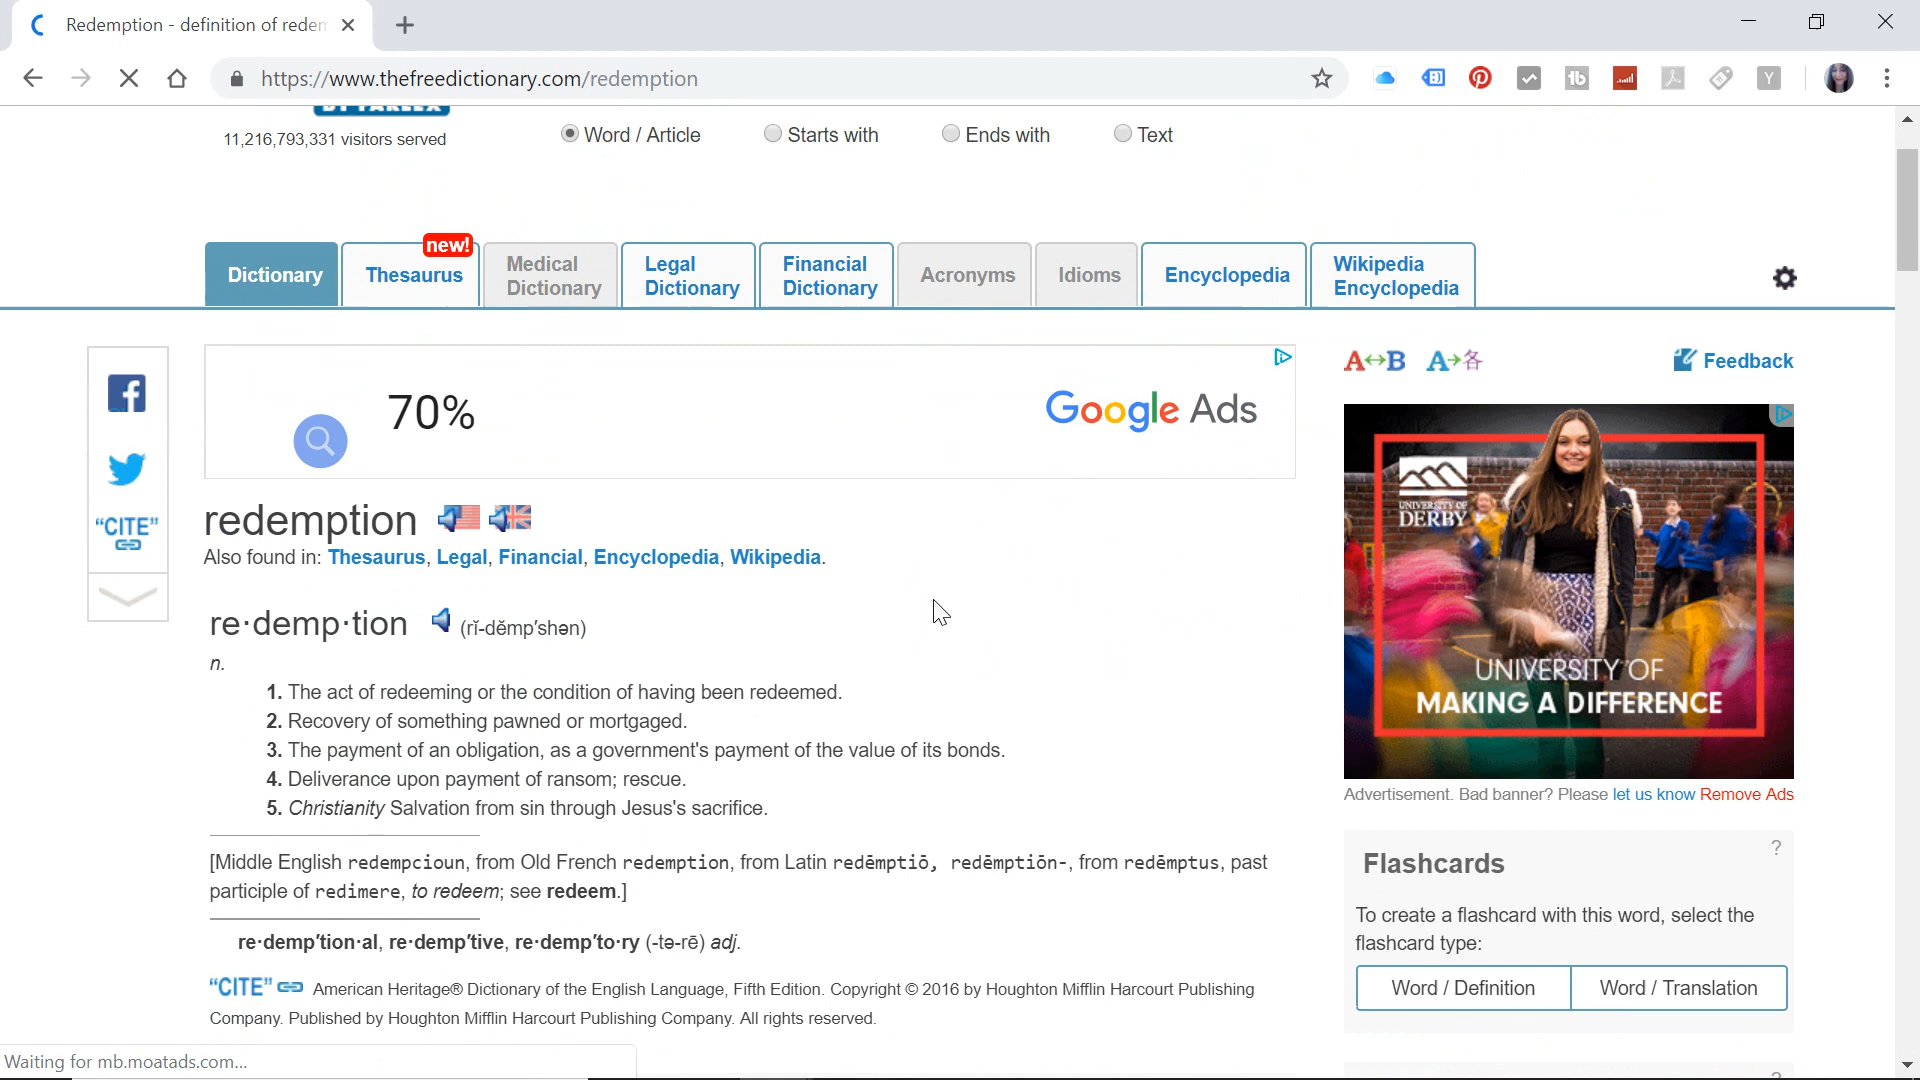 Redemption - definition of reden
https://www.thefreedictionary.com/redemption
11,216,793,331 visitors served
Word / Article
Starts with
Ends with
Text
new!
Dictionary
Thesaurus
Medical Dictionary
Legal Dictionary
Financial Dictionary
Acronyms
Idioms
Encyclopedia
Wikipedia Encyclopedia
70%
Google Ads
A↔B A→各
Feedback
"CITE"
redemption
Also found in: Thesaurus, Legal, Financial, Encyclopedia, Wikipedia.
re·demp·tion (rĭ-dĕmp′shən)
n.
1. The act of redeeming or the condition of having been redeemed.
2. Recovery of something pawned or mortgaged.
3. The payment of an obligation, as a government's payment of the value of its bonds.
4. Deliverance upon payment of ransom; rescue.
5. Christianity Salvation from sin through Jesus's sacrifice.
[Middle English redempcioun, from Old French redemption, from Latin redēmptiō, redēmptiōn-, from redēmptus, past
participle of redimere, to redeem; see redeem.]
re·demp′tion·al, re·demp′tive, re·demp′to·ry (-tə-rē) adj.
"CITE" American Heritage® Dictionary of the English Language, Fifth Edition. Copyright © 2016 by Houghton Mifflin Harcourt Publishing
Company. Published by Houghton Mifflin Harcourt Publishing Company. All rights reserved.
UNIVERSITY OF
DERBY
UNIVERSITY OF
MAKING A DIFFERENCE
Advertisement. Bad banner? Please let us know Remove Ads
Flashcards
?
To create a flashcard with this word, select the
flashcard type:
Word / Definition
Word / Translation
Waiting for mb.moatads.com...